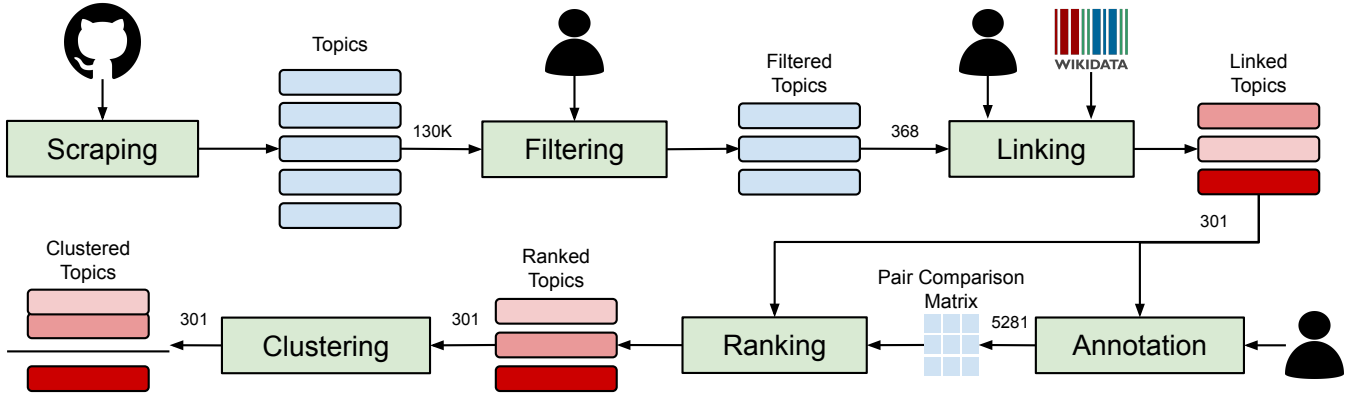 Topics
WIKIDATA
Filtered
Topics
Linked
Topics
Scraping
130K
Filtering
368
Linking
301
Clustered
Topics
Ranked
Topics
Pair Comparison
Matrix
301
Clustering
301
Ranking
5281
Annotation